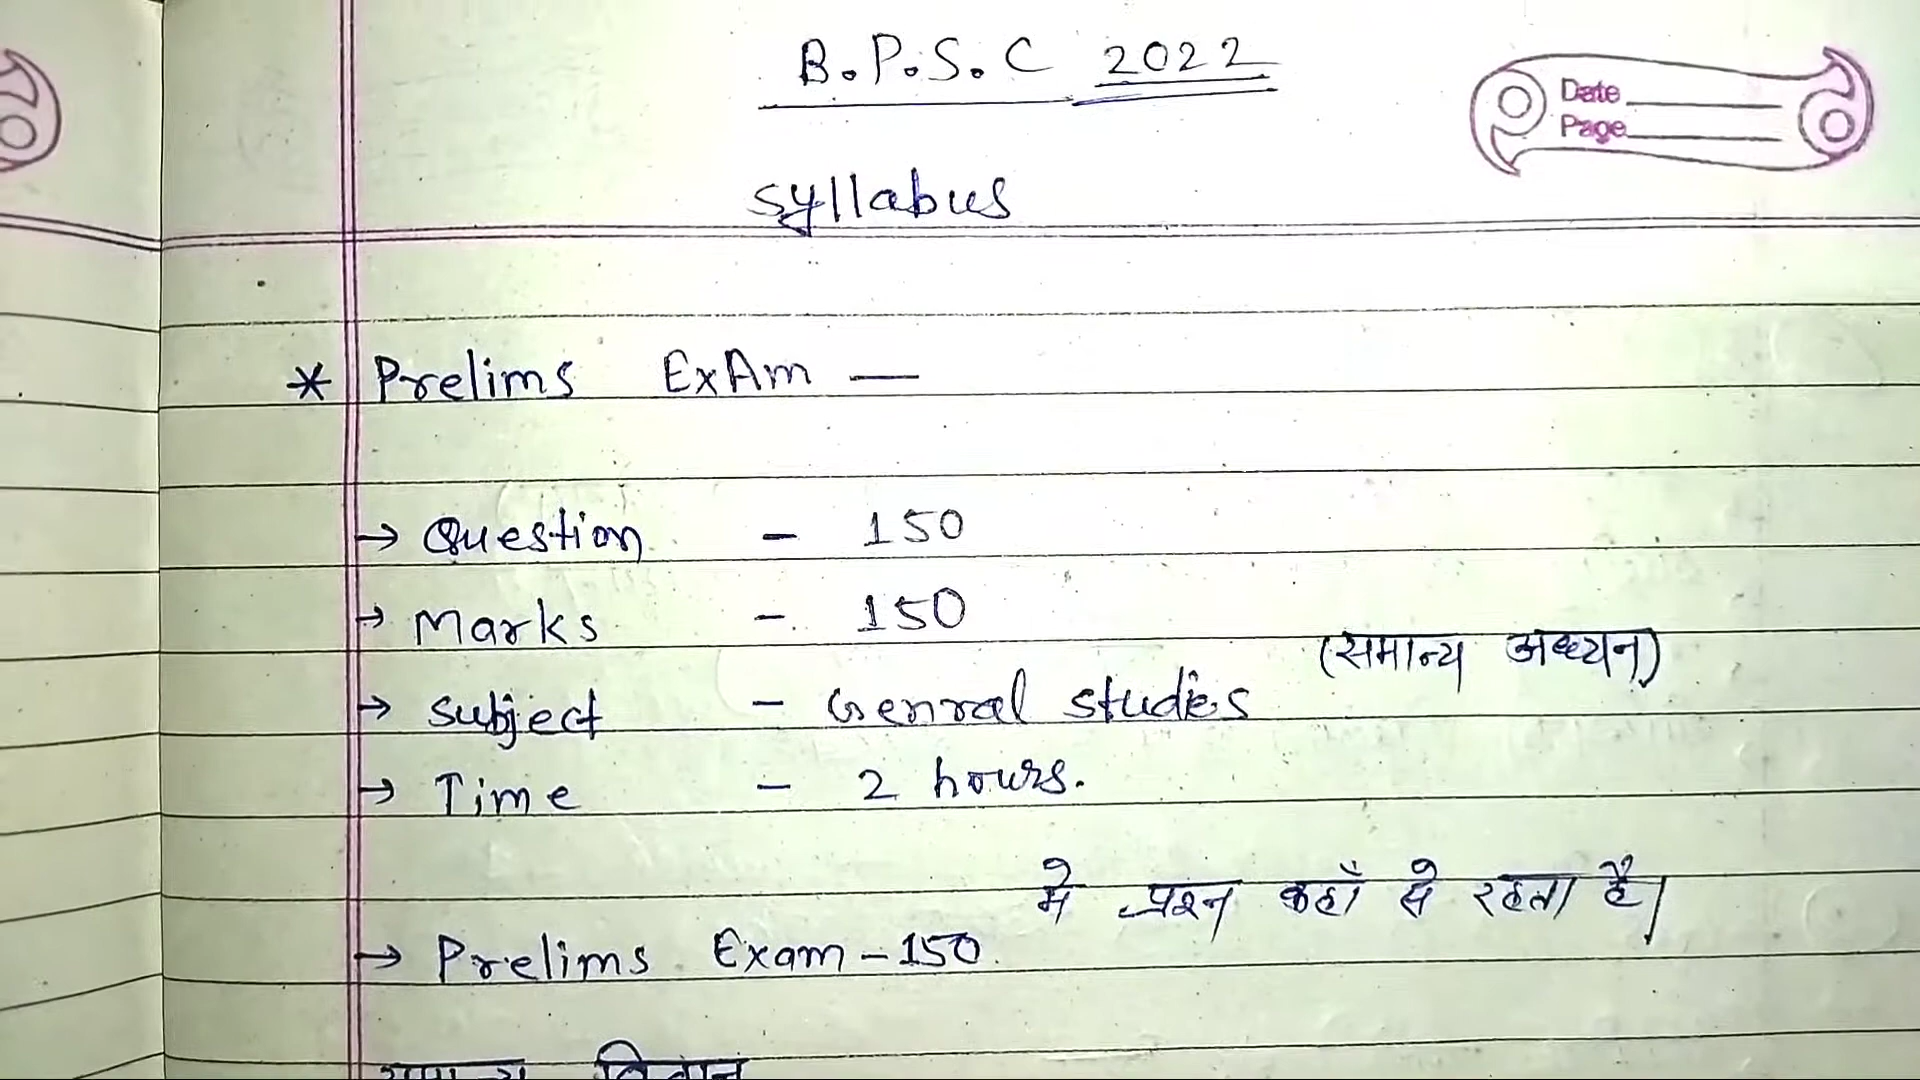 B.P.S.C 2022
Date
Page
Syllabus
* Prelims ExAm —
→ Question - 150
→ Marks - 150
(समान्य अध्ययन)
→ Subject - Genral studies
→ Time - 2 hours.
में प्रश्न कहाँ से रहता है।
→ Prelims Exam - 150
समान्य विज्ञान